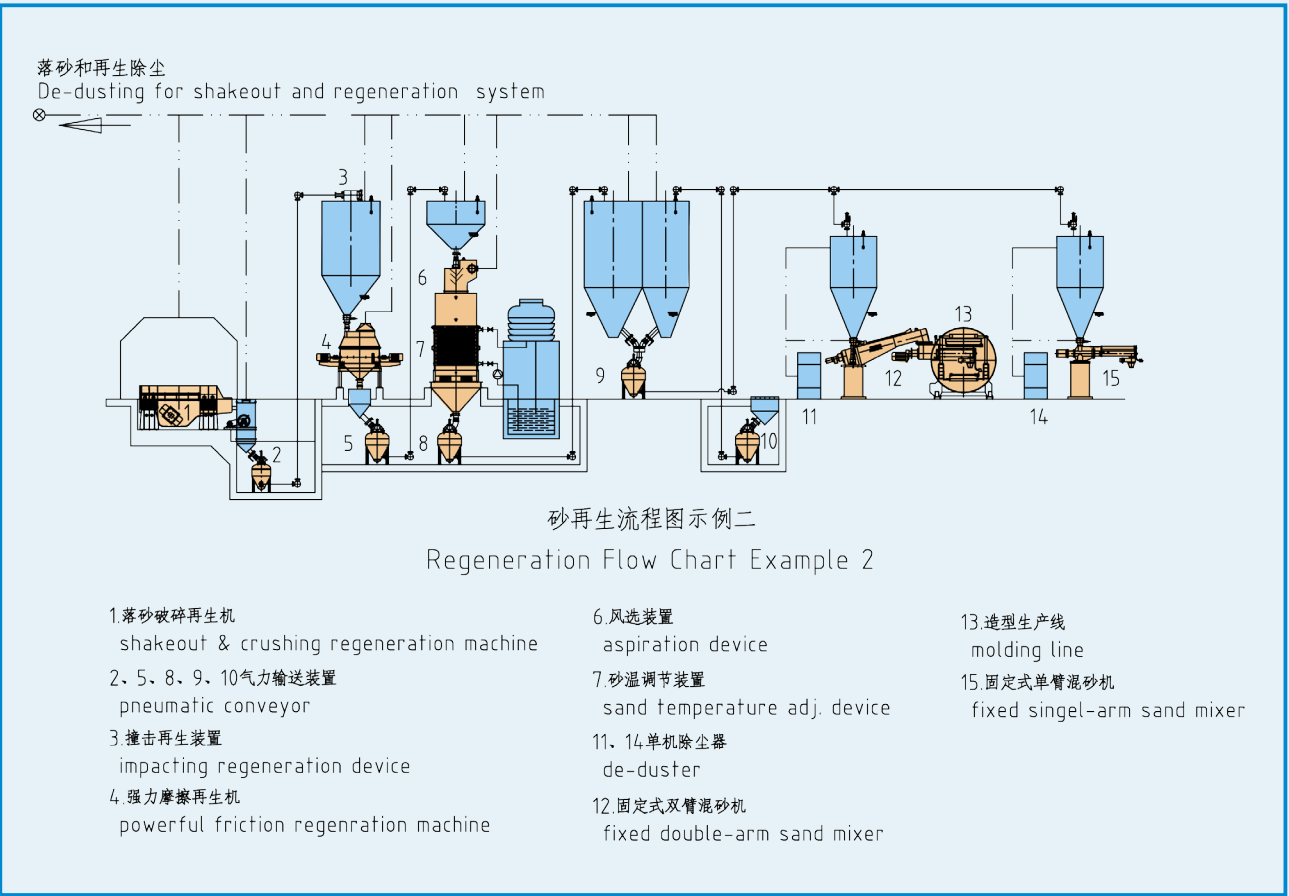 落砂和再生除尘
De-dusting for shakeout and regeneration system
3
6
4
7
13
9
12
15
1
11
14
2
5
8
10
砂再生流程图示例二
Regeneration Flow Chart Example 2
1.落砂破碎再生机
shakeout & crushing regeneration machine
2、5、8、9、10气力输送装置
pneumatic conveyor
3.撞击再生装置
impacting regeneration device
4.强力摩擦再生机
powerful friction regenration machine
6.风选装置
aspiration device
7.砂温调节装置
sand temperature adj. device
11、14单机除尘器
de-duster
12.固定式双臂混砂机
fixed double-arm sand mixer
13.造型生产线
molding line
15.固定式单臂混砂机
fixed singel-arm sand mixer